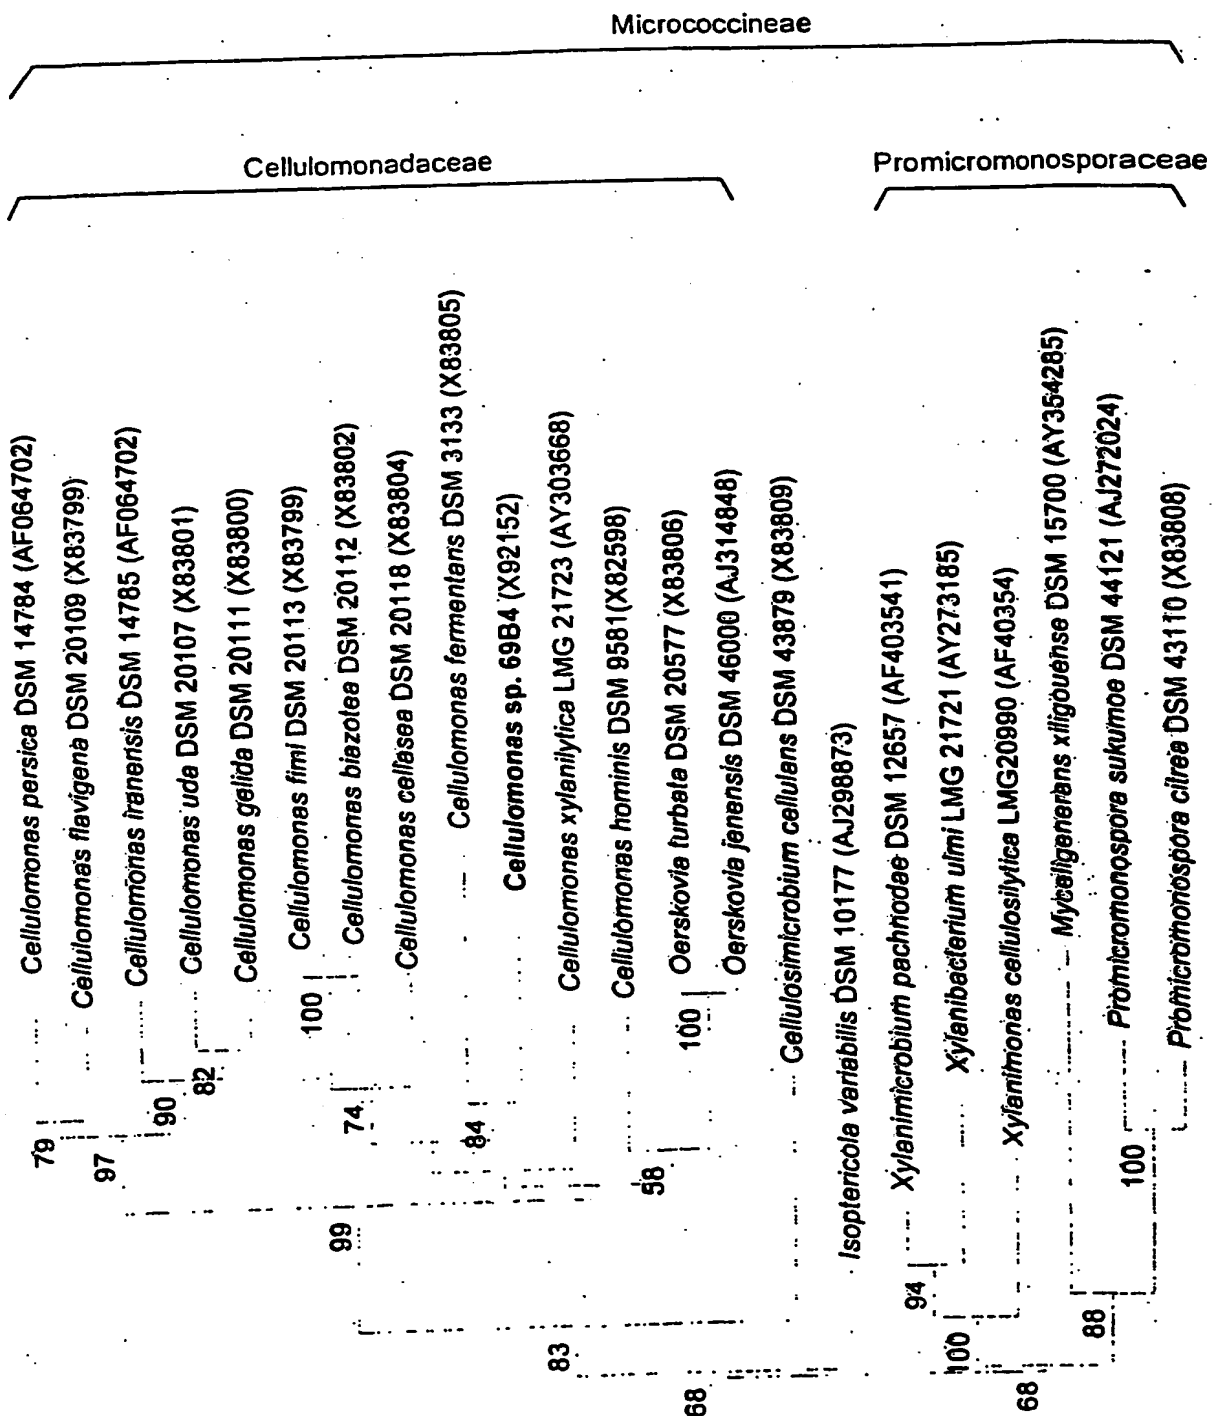 Micrococcineae
Cellulomonadaceae
Promicromonosporaceae
Cellulomonas persica DSM 14784 (AF064702)
Cellulomonas flavigena DSM 20109 (X83799)
Cellulomonas iranensis DSM 14785 (AF064702)
Cellulomonas uda DSM 20107 (X83801)
Cellulomonas gelida DSM 20111 (X83800)
Cellulomonas fimi DSM 20113 (X83799)
Cellulomonas biazotea DSM 20112 (X83802)
Cellulomonas cellasea DSM 20118 (X83804)
Cellulomonas fermentans DSM 3133 (X83805)
Cellulomonas sp. 69B4 (X92152)
Cellulomonas xylanilytica LMG 21723 (AY303668)
Cellulomonas hominis DSM 9581(X82598)
Oerskovia turbata DSM 20577 (X83806)
Oerskovia jenensis DSM 46000 (AJ314848)
Cellulosimicrobium cellulans DSM 43879 (X83809)
Isoptericola variabilis DSM 10177 (AJ298873)
Xylanimicrobium pachnodae DSM 12657 (AF403541)
Xylanibacterium ulmi LMG 21721 (AY273185)
Xylanimonas cellulosilytica LMG20990 (AF40354)
Myceligenerans xiligouense DSM 15700 (AY354285)
Promicromonospora sukumoe DSM 44121 (AJ272024)
Promicromonospora citrea DSM 43110 (X83808)
79
97
90
82
100
74
84
58
100
99
83
68
94
100
68
88
100